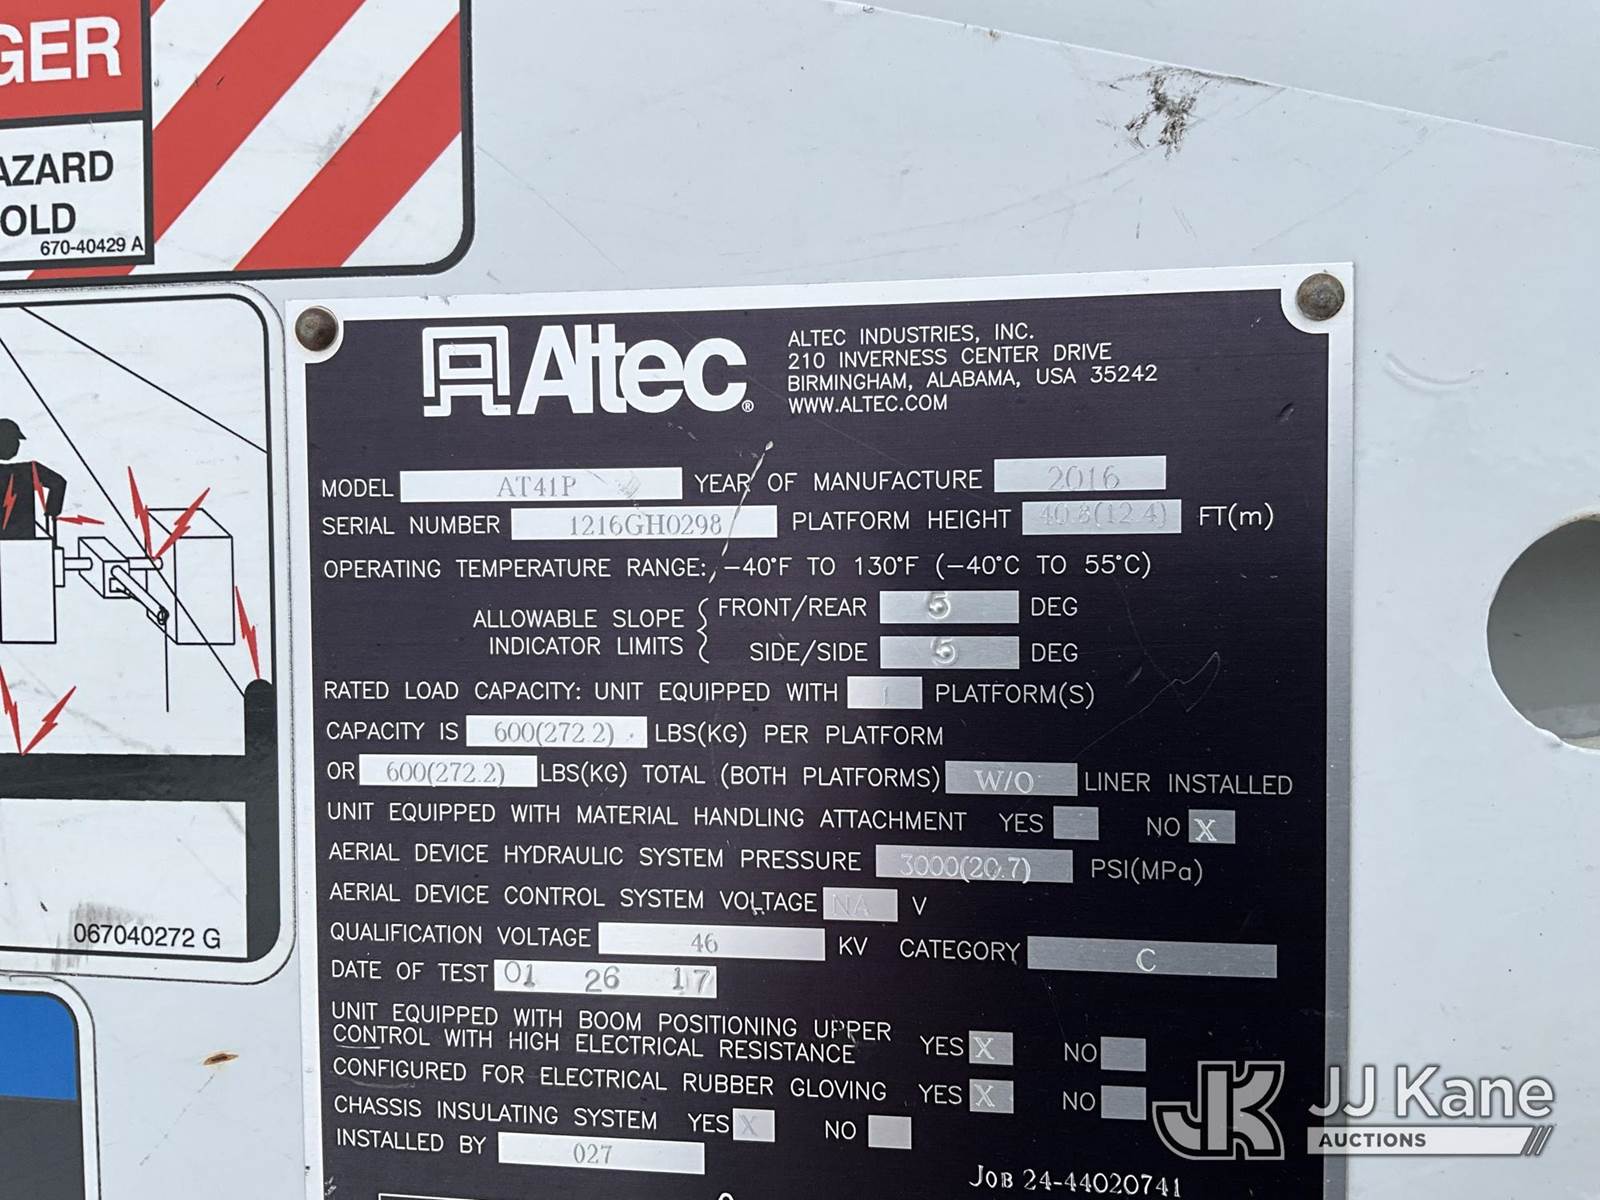 GER
AZARD
OLD
670-40429 A
067040272 G
Altec®
ALTEC INDUSTRIES, INC.
210 INVERNESS CENTER DRIVE
BIRMINGHAM, ALABAMA, USA 35242
WWW.ALTEC.COM
MODEL AT41P YEAR OF MANUFACTURE 2016
SERIAL NUMBER 1216GH0298 PLATFORM HEIGHT 40.8(12.4) FT(m)
OPERATING TEMPERATURE RANGE: -40°F TO 130°F (-40°C TO 55°C)
ALLOWABLE SLOPE INDICATOR LIMITS { FRONT/REAR 5 DEG
SIDE/SIDE 5 DEG
RATED LOAD CAPACITY: UNIT EQUIPPED WITH 1 PLATFORM(S)
CAPACITY IS 600(272.2) LBS(KG) PER PLATFORM
OR 600(272.2) LBS(KG) TOTAL (BOTH PLATFORMS) W/O LINER INSTALLED
UNIT EQUIPPED WITH MATERIAL HANDLING ATTACHMENT YES NO X
AERIAL DEVICE HYDRAULIC SYSTEM PRESSURE 3000(20.7) PSI(MPa)
AERIAL DEVICE CONTROL SYSTEM VOLTAGE NA V
QUALIFICATION VOLTAGE 46 KV CATEGORY C
DATE OF TEST 01 26 17
UNIT EQUIPPED WITH BOOM POSITIONING UPPER
CONTROL WITH HIGH ELECTRICAL RESISTANCE YES X NO
CONFIGURED FOR ELECTRICAL RUBBER GLOVING YES X NO
CHASSIS INSULATING SYSTEM YES X NO
INSTALLED BY 027
JOB 24-44020741
JK JJ Kane
AUCTIONS